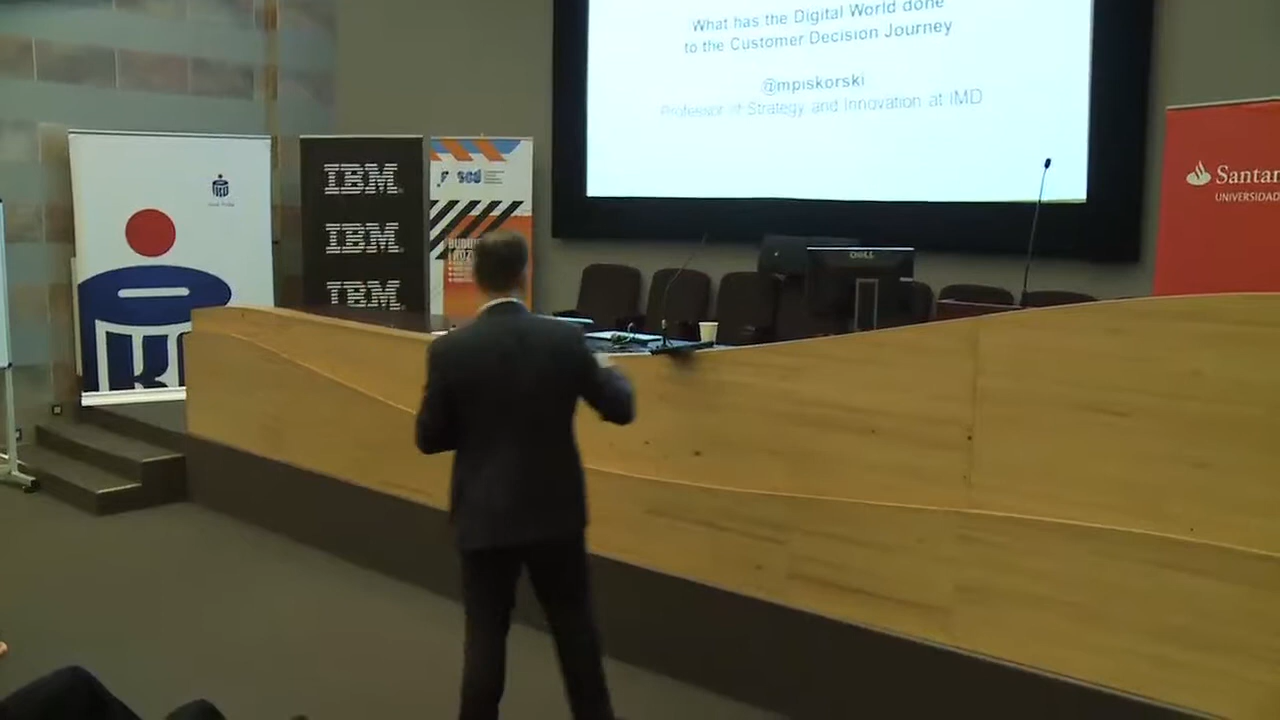 What has the Digital World done
to the Customer Decision Journey
@mpiskorski
Professor of Strategy and Innovation at IMD
IBM
IBM
IBM
DELL
Santan
UNIVERSIDAD